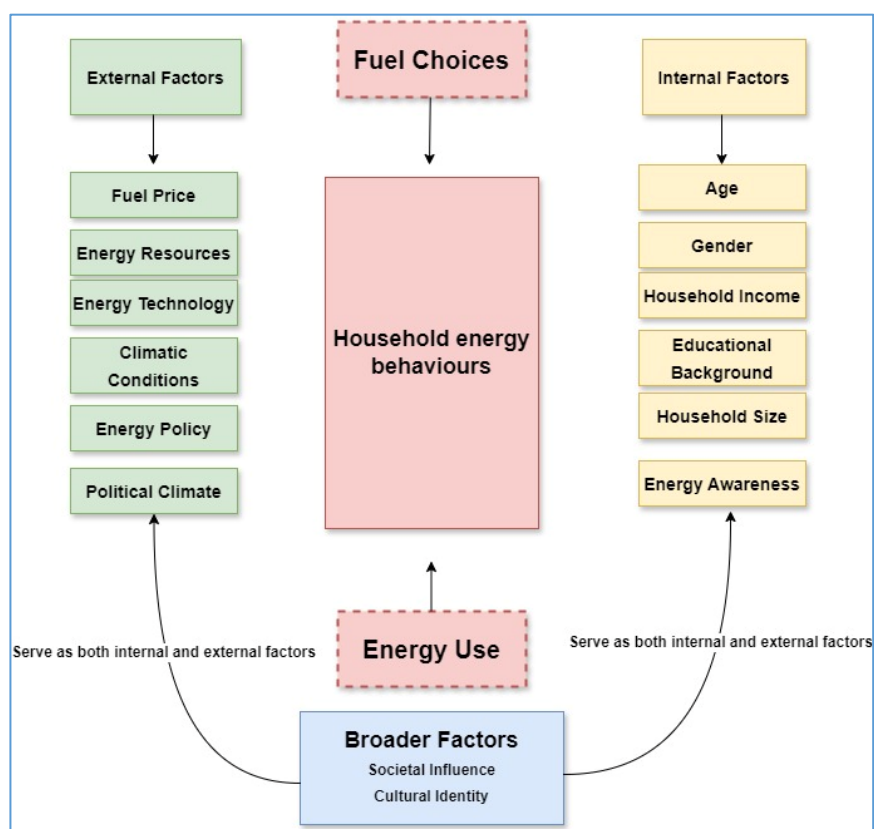 External Factors
Fuel Price
Energy Resources
Energy Technology
Climatic
Conditions
Energy Policy
Political Climate
Fuel Choices
Household energy
behaviours
Energy Use
Internal Factors
Age
Gender
Household Income
Educational
Background
Household Size
Energy Awareness
Serve as both internal and external factors
Serve as both internal and external factors
Broader Factors
Societal Influence
Cultural Identity